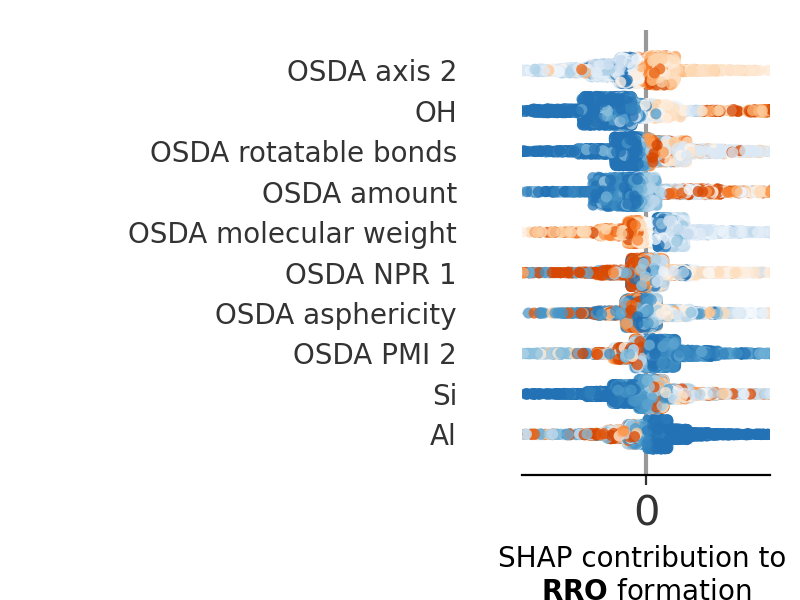 OSDA axis 2
OH
OSDA rotatable bonds
OSDA amount
OSDA molecular weight
OSDA NPR 1
OSDA asphericity
OSDA PMI 2
Si
Al
0
SHAP contribution to
RRO formation